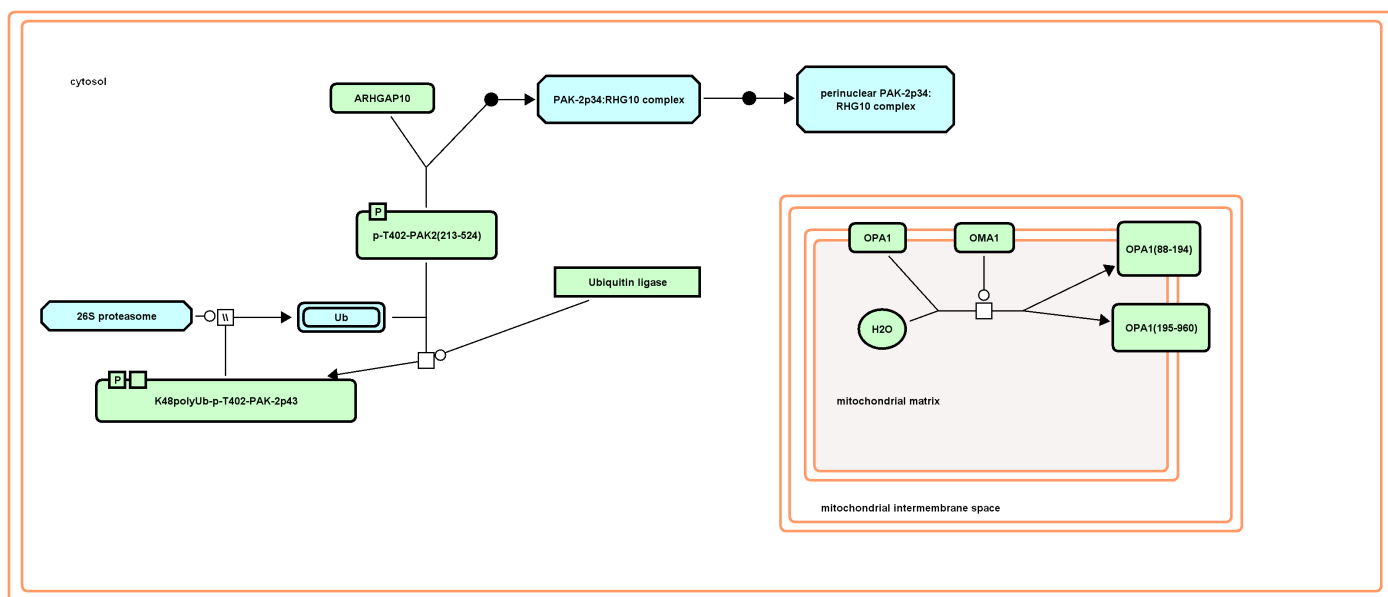 cytosol
ARHGAP10
PAK-2p34:RHG10 complex
perinuclear PAK-2p34:
RHG10 complex
P
p-T402-PAK2(213-524)
OPA1
OMA1
OPA1(88-194)
Ubiquitin ligase
26S proteasome
\\
Ub
H2O
OPA1(195-960)
P
K48polyUb-p-T402-PAK-2p43
mitochondrial matrix
mitochondrial intermembrane space